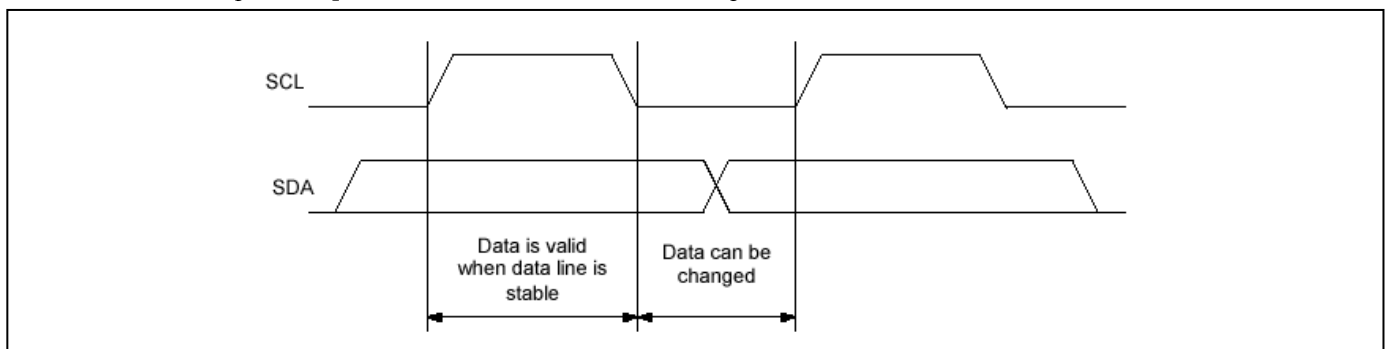 SCL
SDA
Data is valid
when data line is
stable
Data can be
changed